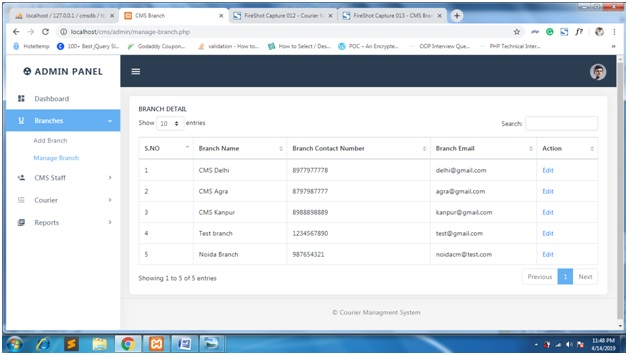 localhost / 127.0.0.1 / cmsdb / tb
CMS Branch
FireShot Capture 012 - Courier M
FireShot Capture 013 - CMS Bran
localhost/cms/admin/manage-branch.php
Hoteltemp
100+ Best jQuery Sl...
Godaddy Coupon...
validation - How to...
How to Select / Des...
POC – An Encrypte...
OOP Interview Que...
PHP Technical Inter...
ADMIN PANEL
Dashboard
Branches
Add Branch
Manage Branch
CMS Staff
Courier
Reports
BRANCH DETAIL
Show 10 entries
Search:
S.NO Branch Name Branch Contact Number Branch Email Action
1 CMS Delhi 8977977778 delhi@gmail.com Edit
2 CMS Agra 8797987777 agra@gmail.com Edit
3 CMS Kanpur 8988898889 kanpur@gmail.com Edit
4 Test branch 1234567890 test@gmail.com Edit
5 Noida Branch 987654321 noidacm@test.com Edit
Showing 1 to 5 of 5 entries
Previous 1 Next
© Courier Managment System
11:48 PM
4/14/2019